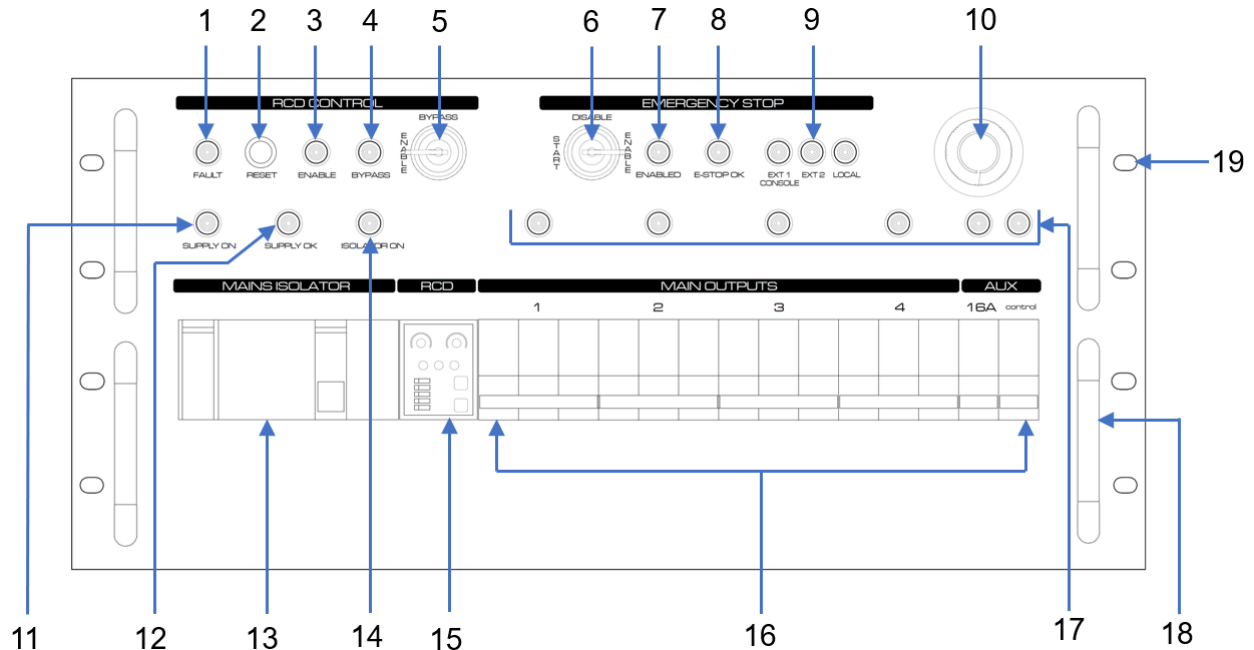 1 2 3 4 5 6 7 8 9 10
RCD CONTROL EMERGENCY STOP
BYPASS DISABLE
ENABLE START ENABLE
FAULT RESET ENABLE BYPASS ENABLED E-STOP OK EXT 1 EXT 2 LOCAL
CONSOLE
19
SUPPLY ON SUPPLY OK ISOLATOR ON
MAINS ISOLATOR RCD MAIN OUTPUTS AUX
1 2 3 4 16A control
11 12 13 14 15 16 17 18